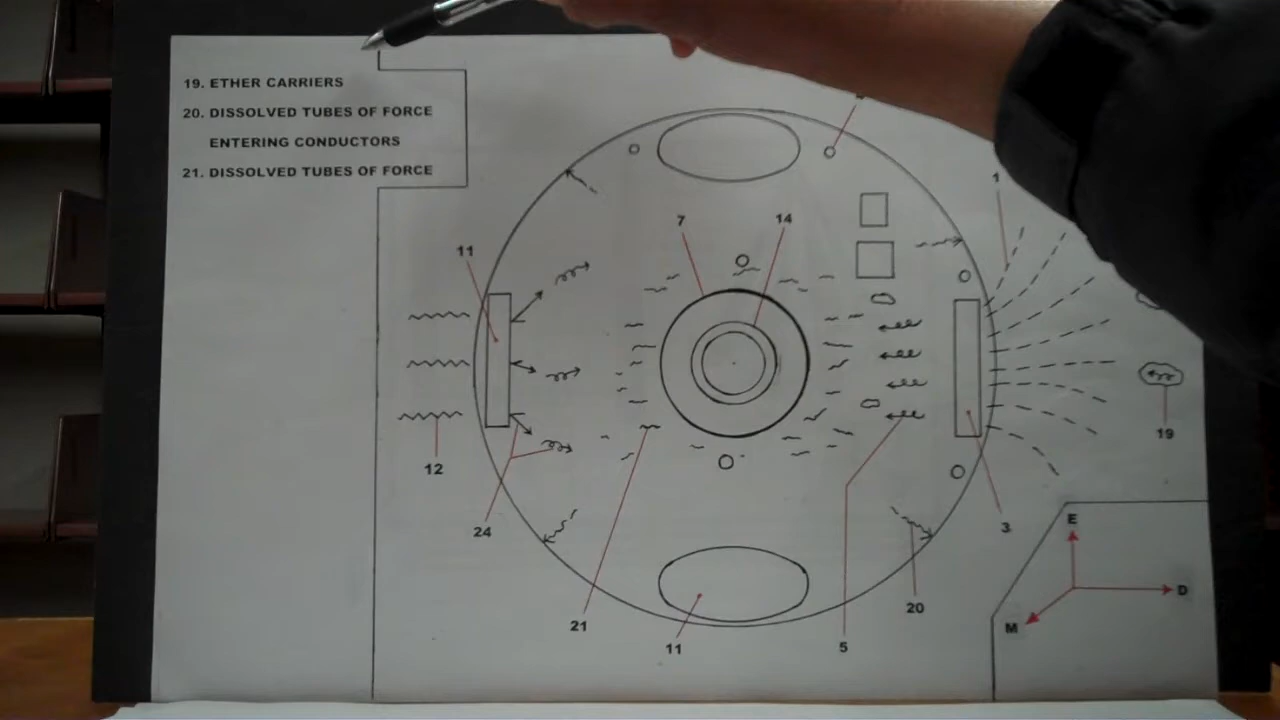 19. ETHER CARRIERS
20. DISSOLVED TUBES OF FORCE
ENTERING CONDUCTORS
21. DISSOLVED TUBES OF FORCE
1
7
14
11
19
12
24
3
E
D
M
20
21
11
5